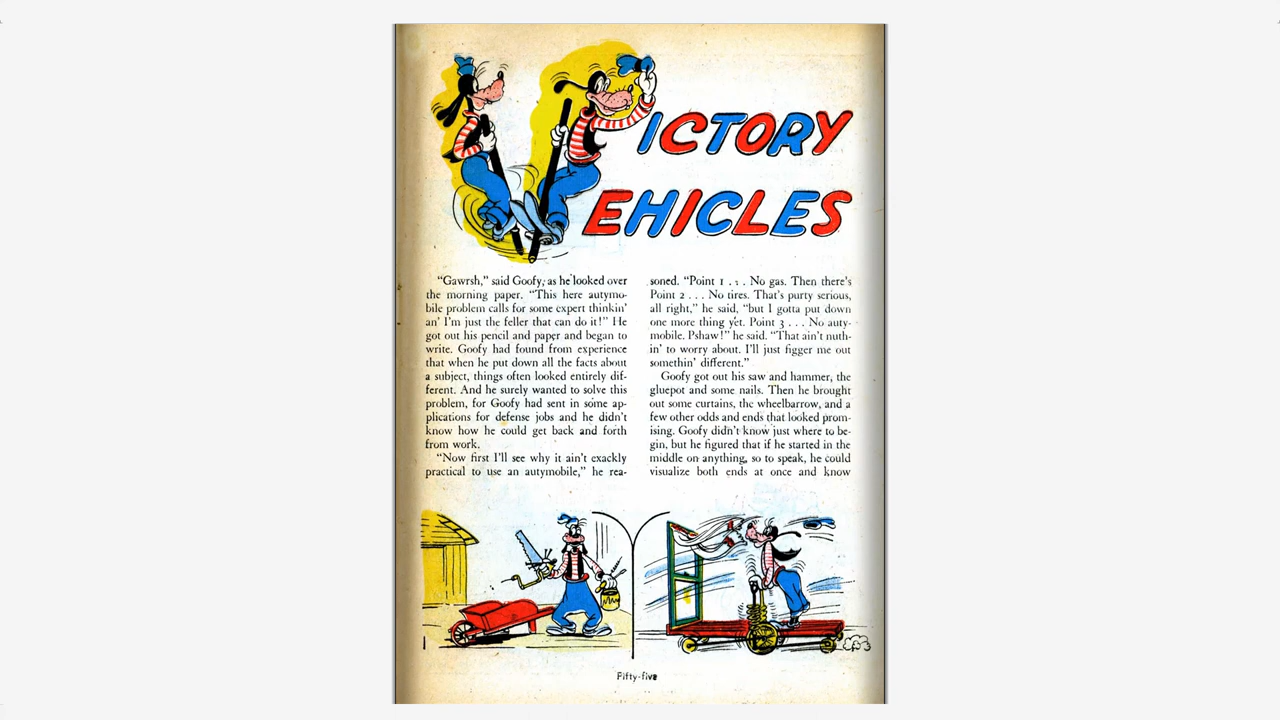 ICTORY
EHICLES
"Gawrsh," said Goofy, as he looked over
the morning paper. "This here autymo-
bile problem calls for some expert thinkin'
an' I'm just the feller that can do it!" He
got out his pencil and paper and began to
write. Goofy had found from experience
that when he put down all the facts about
a subject, things often looked entirely dif-
ferent. And he surely wanted to solve this
problem, for Goofy had sent in some ap-
plications for defense jobs and he didn't
know how he could get back and forth
from work.
"Now first I'll see why it ain't exackly
practical to use an autymobile," he rea-
soned. "Point 1 . . . No gas. Then there's
Point 2 . . . No tires. That's purty serious,
all right," he said, "but I gotta put down
one more thing yet. Point 3 . . . No auty-
mobile. Pshaw!" he said. "That ain't nuth-
in' to worry about. I'll just figger me out
somethin' different."
Goofy got out his saw and hammer, the
gluepot and some nails. Then he brought
out some curtains, the wheelbarrow, and a
few other odds and ends that looked prom-
ising. Goofy didn't know just where to be-
gin, but he figured that if he started in the
middle on anything, so to speak, he could
visualize both ends at once and know
Fifty-five